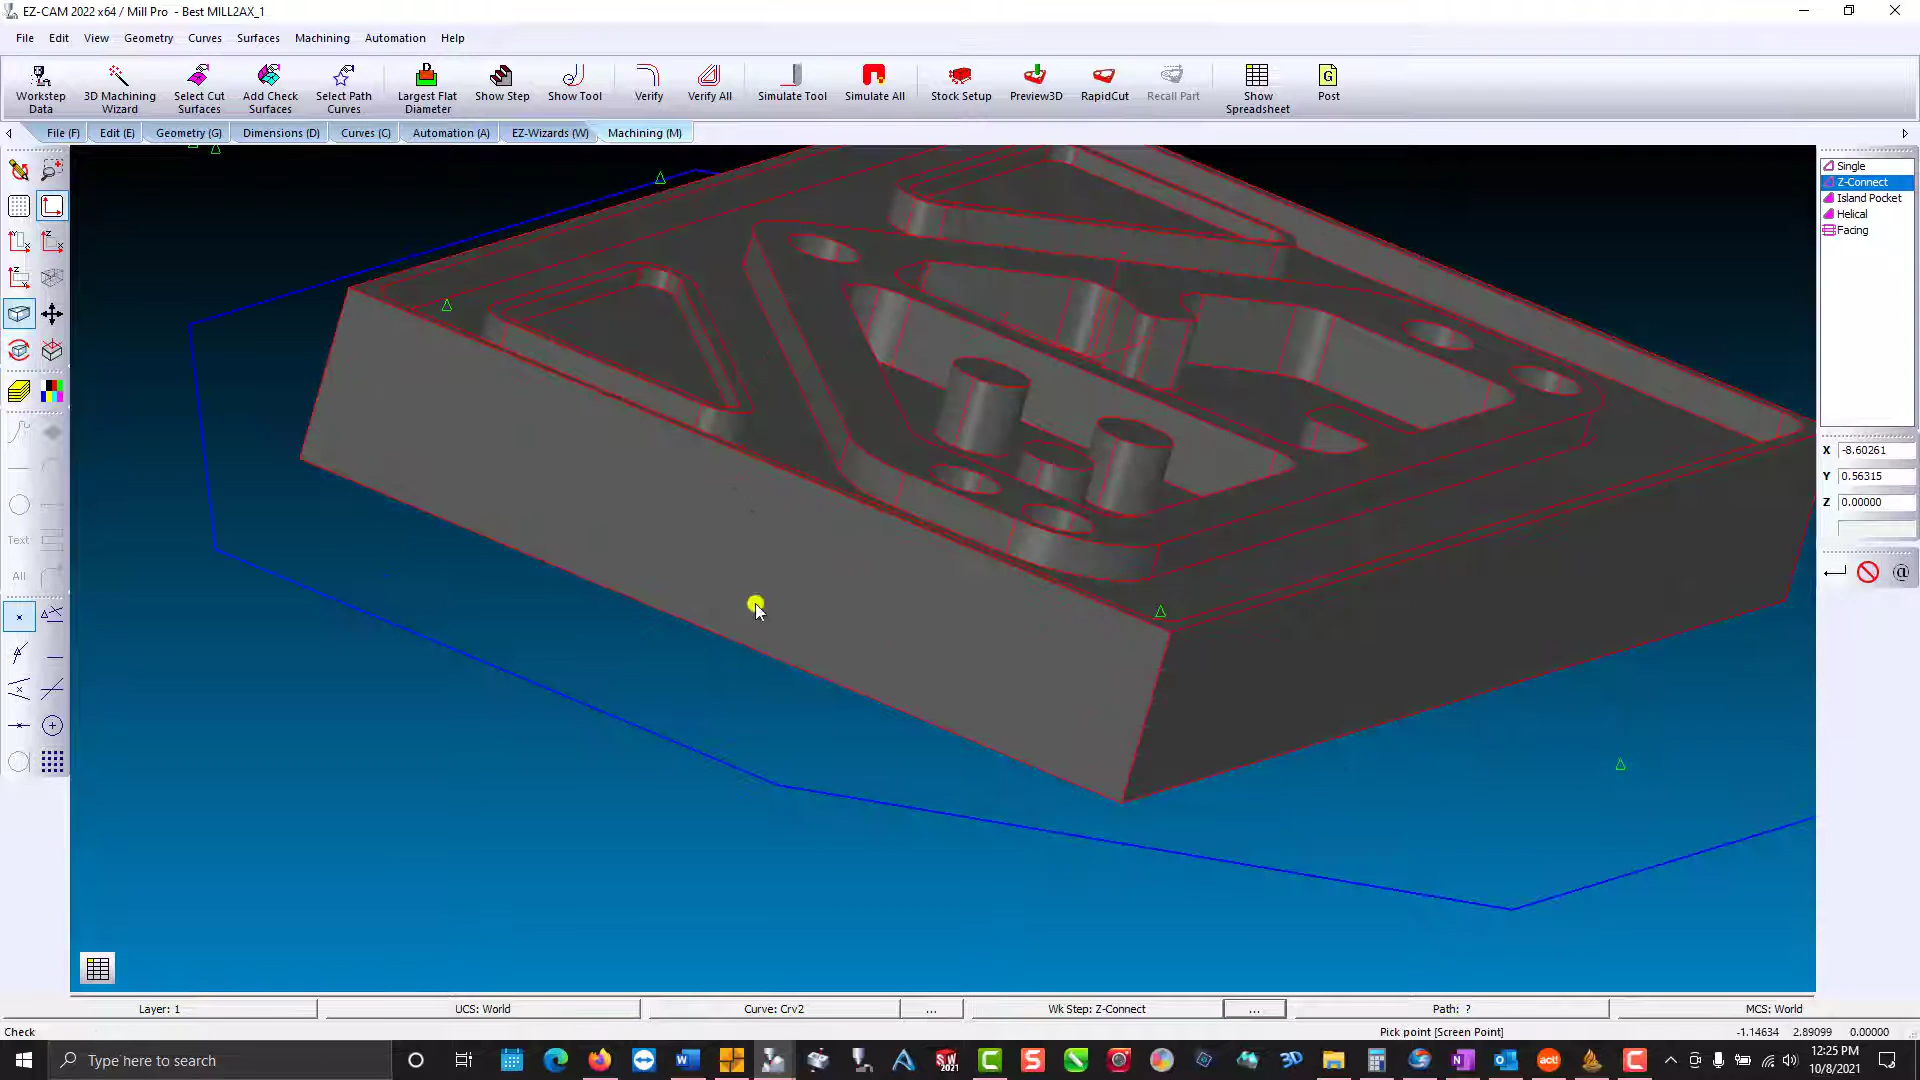 EZ-CAM 2022 x64 / Mill Pro - Best MILL2AX_1
File Edit View Geometry Curves Surfaces Machining Automation Help
Workstep Data
3D Machining Wizard
Select Cut Surfaces
Add Check Surfaces
Select Path Curves
Largest Flat Diameter
Show Step
Show Tool
Verify
Verify All
Simulate Tool
Simulate All
Stock Setup
Preview3D
RapidCut
Recall Part
Show Spreadsheet
Post
File (F) Edit (E) Geometry (G) Dimensions (D) Curves (C) Automation (A) EZ-Wizards (W) Machining (M)
Single
Z-Connect
Island Pocket
Helical
Facing
X -8.60261
Y 0.56315
Z 0.00000
@
Text
All
Layer: 1 UCS: World Curve: Crv2 ... Wk Step: Z-Connect ... Path: ? MCS: World
Check Pick point [Screen Point] -1.14634 2.89099 0.00000
Type here to search
12:25 PM
10/8/2021